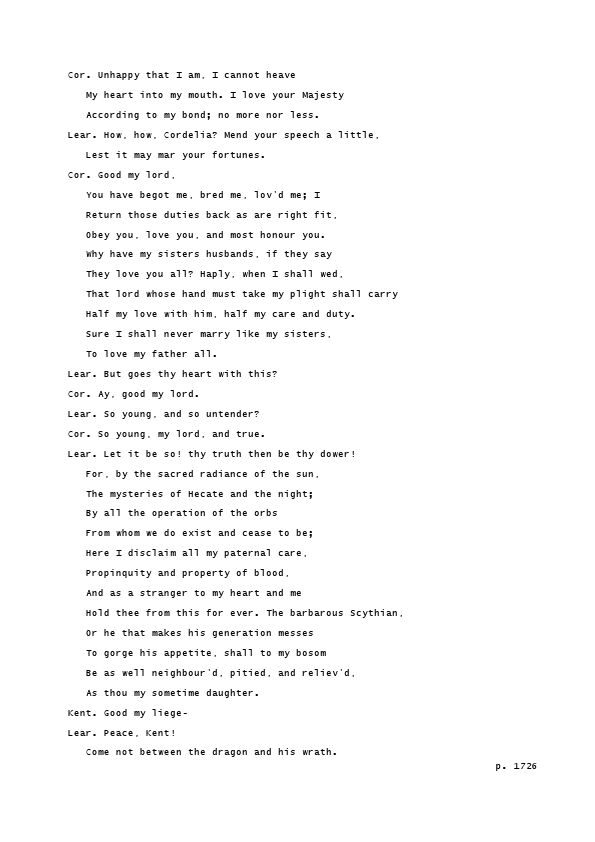 Cor. Unhappy that I am, I cannot heave
My heart into my mouth. I love your Majesty
According to my bond; no more nor less.
Lear. How, how, Cordelia? Mend your speech a little,
Lest it may mar your fortunes.
Cor. Good my lord,
You have begot me, bred me, lov'd me; I
Return those duties back as are right fit,
Obey you, love you, and most honour you.
Why have my sisters husbands, if they say
They love you all? Haply, when I shall wed,
That lord whose hand must take my plight shall carry
Half my love with him, half my care and duty.
Sure I shall never marry like my sisters,
To love my father all.
Lear. But goes thy heart with this?
Cor. Ay, good my lord.
Lear. So young, and so untender?
Cor. So young, my lord, and true.
Lear. Let it be so! thy truth then be thy dower!
For, by the sacred radiance of the sun,
The mysteries of Hecate and the night;
By all the operation of the orbs
From whom we do exist and cease to be;
Here I disclaim all my paternal care,
Propinquity and property of blood,
And as a stranger to my heart and me
Hold thee from this for ever. The barbarous Scythian,
Or he that makes his generation messes
To gorge his appetite, shall to my bosom
Be as well neighbour'd, pitied, and reliev'd,
As thou my sometime daughter.
Kent. Good my liege-
Lear. Peace, Kent!
Come not between the dragon and his wrath.
p. 1726